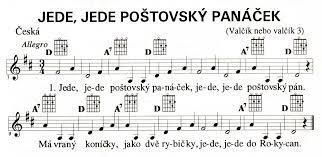 JEDE, JEDE POŠTOVSKÝ PANÁČEK
Česká
(Valčík nebo valčík 3)
Allegro
D A⁷ D A⁷ D
1. Jede, je-de poštovský pa-ná-ček, je-de, je-de poštovský pán.
A⁷ D A⁷ D A⁷ D
Má vraný koníčky, jako dvě ry-bičky, je-de, je-de do Ro-ky-can.